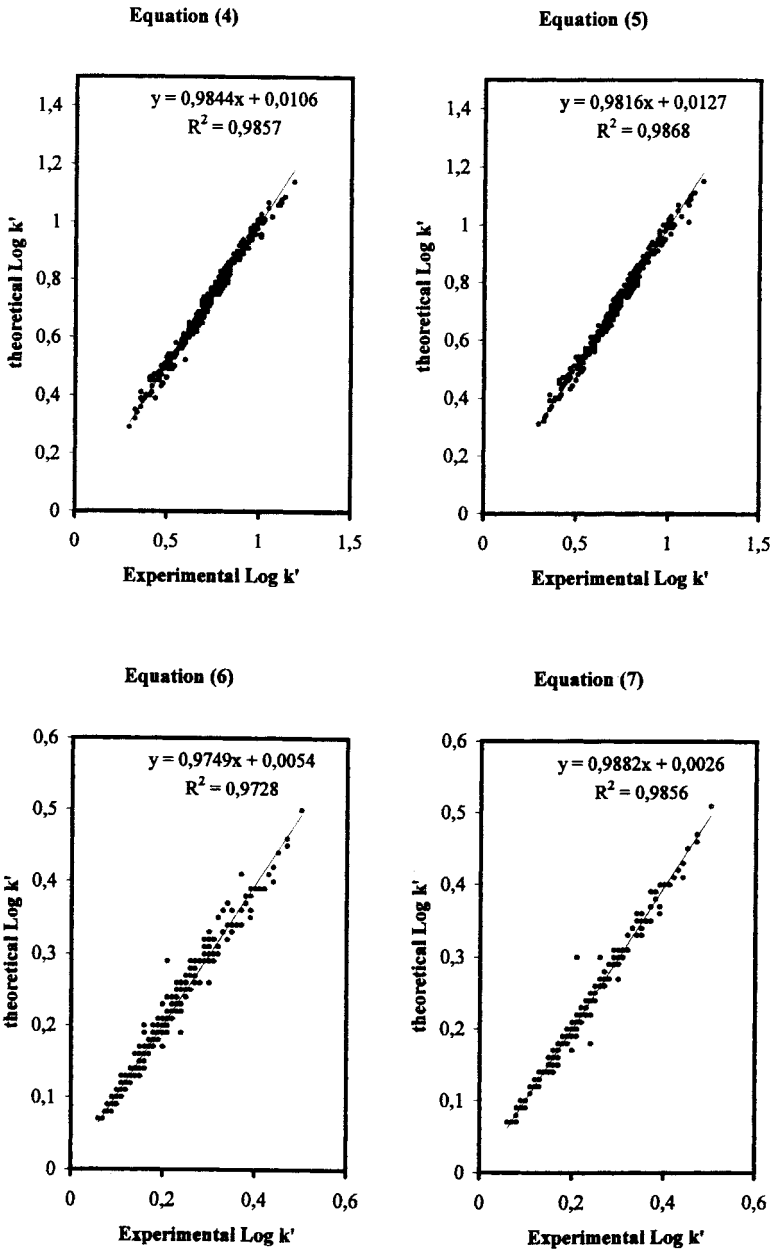 Equation (4)
y = 0,9844x + 0,0106
R² = 0,9857
1,4
1,2
1
0,8
0,6
0,4
0,2
0
0
0,5
1
1,5
theoretical Log k'
Experimental Log k'
Equation (5)
y = 0,9816x + 0,0127
R² = 0,9868
1,4
1,2
1
0,8
0,6
0,4
0,2
0
0
0,5
1
1,5
theoretical Log k'
Experimental Log k'
Equation (6)
y = 0,9749x + 0,0054
R² = 0,9728
0,6
0,5
0,4
0,3
0,2
0,1
0
0
0,2
0,4
0,6
theoretical Log k'
Experimental Log k'
Equation (7)
y = 0,9882x + 0,0026
R² = 0,9856
0,6
0,5
0,4
0,3
0,2
0,1
0
0
0,2
0,4
0,6
theoretical Log k'
Experimental Log k'